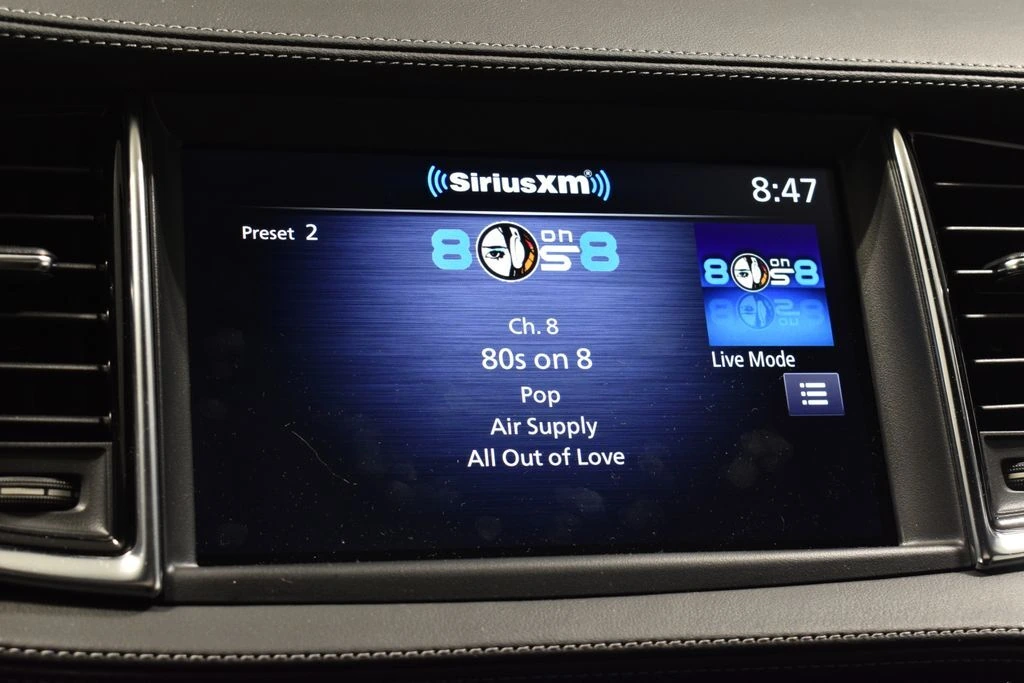 SiriusXM®
8:47
Preset 2
80s on 8
80s on 8
Ch. 8
80s on 8
Live Mode
Pop
Air Supply
All Out of Love